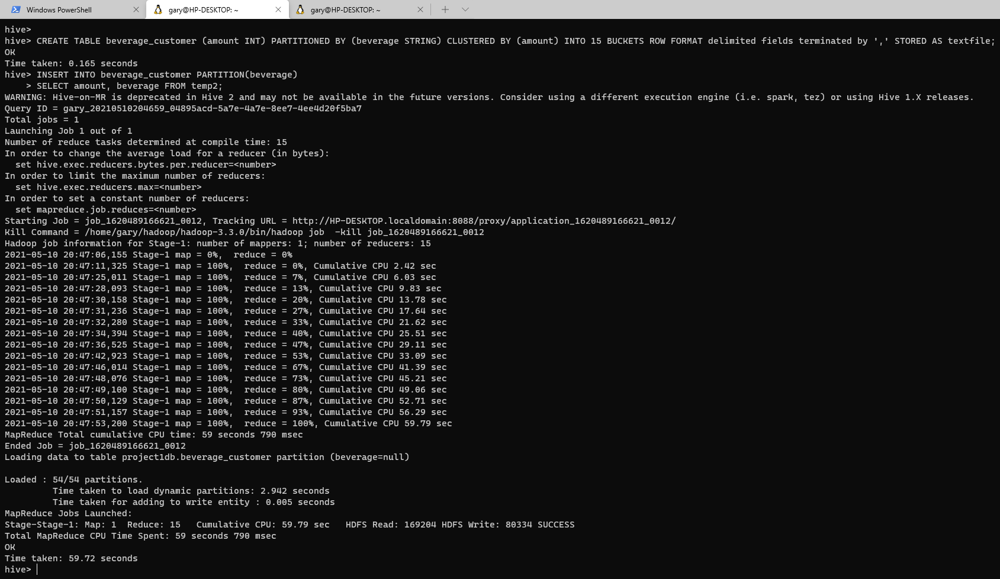 Windows PowerShell
gary@HP-DESKTOP: ~
gary@HP-DESKTOP: ~
hive>
hive> CREATE TABLE beverage_customer (amount INT) PARTITIONED BY (beverage STRING) CLUSTERED BY (amount) INTO 15 BUCKETS ROW FORMAT delimited fields terminated by ',' STORED AS textfile;
OK
Time taken: 0.165 seconds
hive> INSERT INTO beverage_customer PARTITION(beverage)
    > SELECT amount, beverage FROM temp2;
WARNING: Hive-on-MR is deprecated in Hive 2 and may not be available in the future versions. Consider using a different execution engine (i.e. spark, tez) or using Hive 1.X releases.
Query ID = gary_20210510204659_04895acd-5a7e-4a7e-8ee7-4ee4d20f5ba7
Total jobs = 1
Launching Job 1 out of 1
Number of reduce tasks determined at compile time: 15
In order to change the average load for a reducer (in bytes):
  set hive.exec.reducers.bytes.per.reducer=<number>
In order to limit the maximum number of reducers:
  set hive.exec.reducers.max=<number>
In order to set a constant number of reducers:
  set mapreduce.job.reduces=<number>
Starting Job = job_1620489166621_0012, Tracking URL = http://HP-DESKTOP.localdomain:8088/proxy/application_1620489166621_0012/
Kill Command = /home/gary/hadoop/hadoop-3.3.0/bin/hadoop job  -kill job_1620489166621_0012
Hadoop job information for Stage-1: number of mappers: 1; number of reducers: 15
2021-05-10 20:47:06,155 Stage-1 map = 0%,  reduce = 0%
2021-05-10 20:47:11,325 Stage-1 map = 100%,  reduce = 0%, Cumulative CPU 2.42 sec
2021-05-10 20:47:25,011 Stage-1 map = 100%,  reduce = 7%, Cumulative CPU 6.03 sec
2021-05-10 20:47:28,093 Stage-1 map = 100%,  reduce = 13%, Cumulative CPU 9.83 sec
2021-05-10 20:47:30,158 Stage-1 map = 100%,  reduce = 20%, Cumulative CPU 13.78 sec
2021-05-10 20:47:31,236 Stage-1 map = 100%,  reduce = 27%, Cumulative CPU 17.64 sec
2021-05-10 20:47:32,280 Stage-1 map = 100%,  reduce = 33%, Cumulative CPU 21.62 sec
2021-05-10 20:47:34,394 Stage-1 map = 100%,  reduce = 40%, Cumulative CPU 25.51 sec
2021-05-10 20:47:36,525 Stage-1 map = 100%,  reduce = 47%, Cumulative CPU 29.11 sec
2021-05-10 20:47:42,923 Stage-1 map = 100%,  reduce = 53%, Cumulative CPU 33.09 sec
2021-05-10 20:47:46,014 Stage-1 map = 100%,  reduce = 67%, Cumulative CPU 41.39 sec
2021-05-10 20:47:48,076 Stage-1 map = 100%,  reduce = 73%, Cumulative CPU 45.21 sec
2021-05-10 20:47:49,100 Stage-1 map = 100%,  reduce = 80%, Cumulative CPU 49.06 sec
2021-05-10 20:47:50,129 Stage-1 map = 100%,  reduce = 87%, Cumulative CPU 52.71 sec
2021-05-10 20:47:51,157 Stage-1 map = 100%,  reduce = 93%, Cumulative CPU 56.29 sec
2021-05-10 20:47:53,200 Stage-1 map = 100%,  reduce = 100%, Cumulative CPU 59.79 sec
MapReduce Total cumulative CPU time: 59 seconds 790 msec
Ended Job = job_1620489166621_0012
Loading data to table project1db.beverage_customer partition (beverage=null)
Loaded : 54/54 partitions.
         Time taken to load dynamic partitions: 2.942 seconds
         Time taken for adding to write entity : 0.005 seconds
MapReduce Jobs Launched:
Stage-Stage-1: Map: 1  Reduce: 15   Cumulative CPU: 59.79 sec   HDFS Read: 169204 HDFS Write: 80334 SUCCESS
Total MapReduce CPU Time Spent: 59 seconds 790 msec
OK
Time taken: 59.72 seconds
hive>